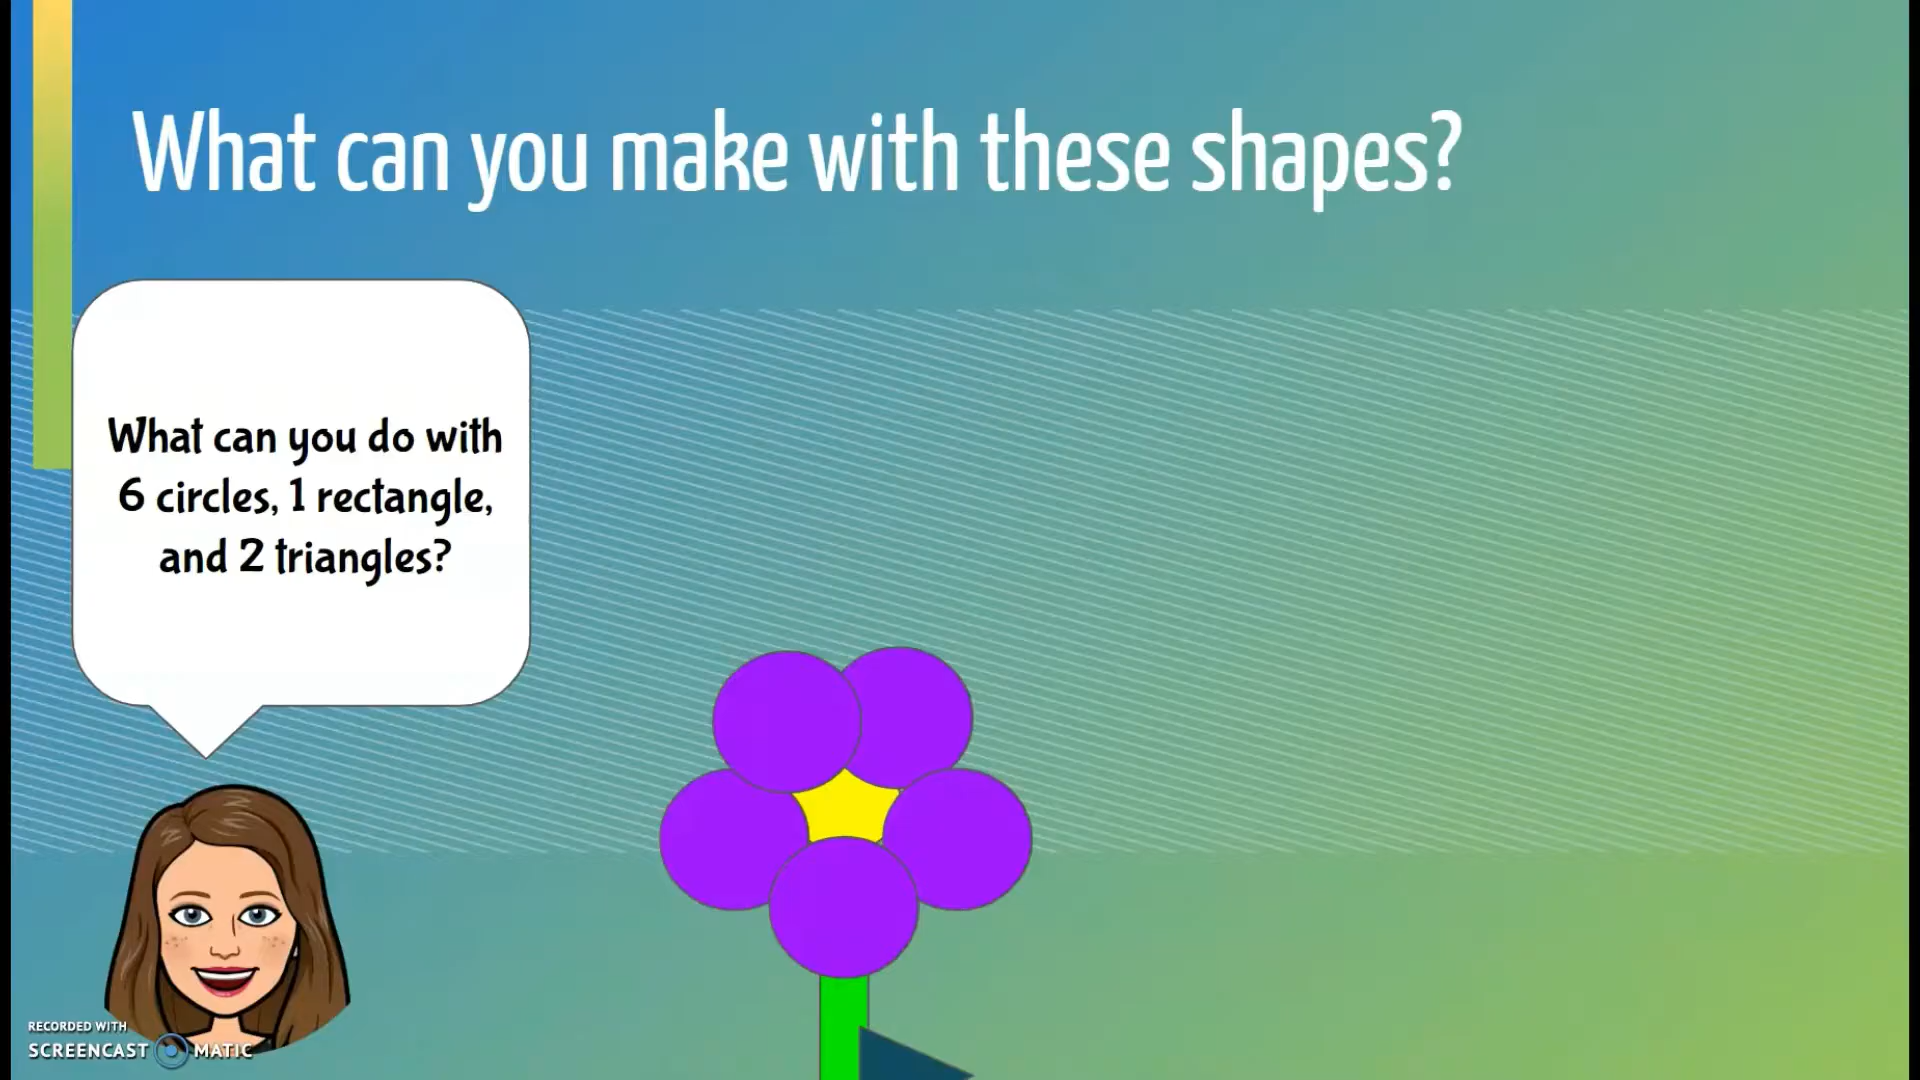 What can you make with these shapes?
What can you do with
6 circles, 1 rectangle,
and 2 triangles?
RECORDED WITH
SCREENCAST MATIC